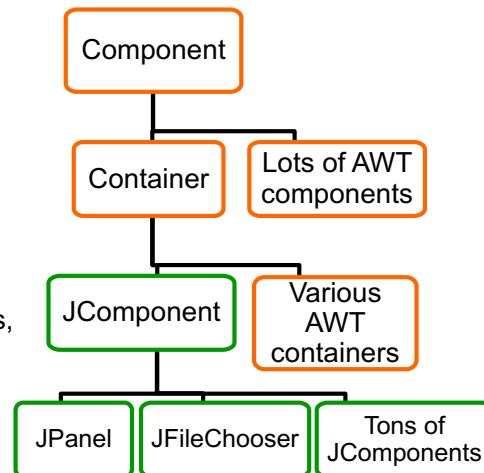 Component
Container
Lots of AWT
components
s,
JComponent
Various
AWT
containers
JPanel
JFileChooser
Tons of
JComponents